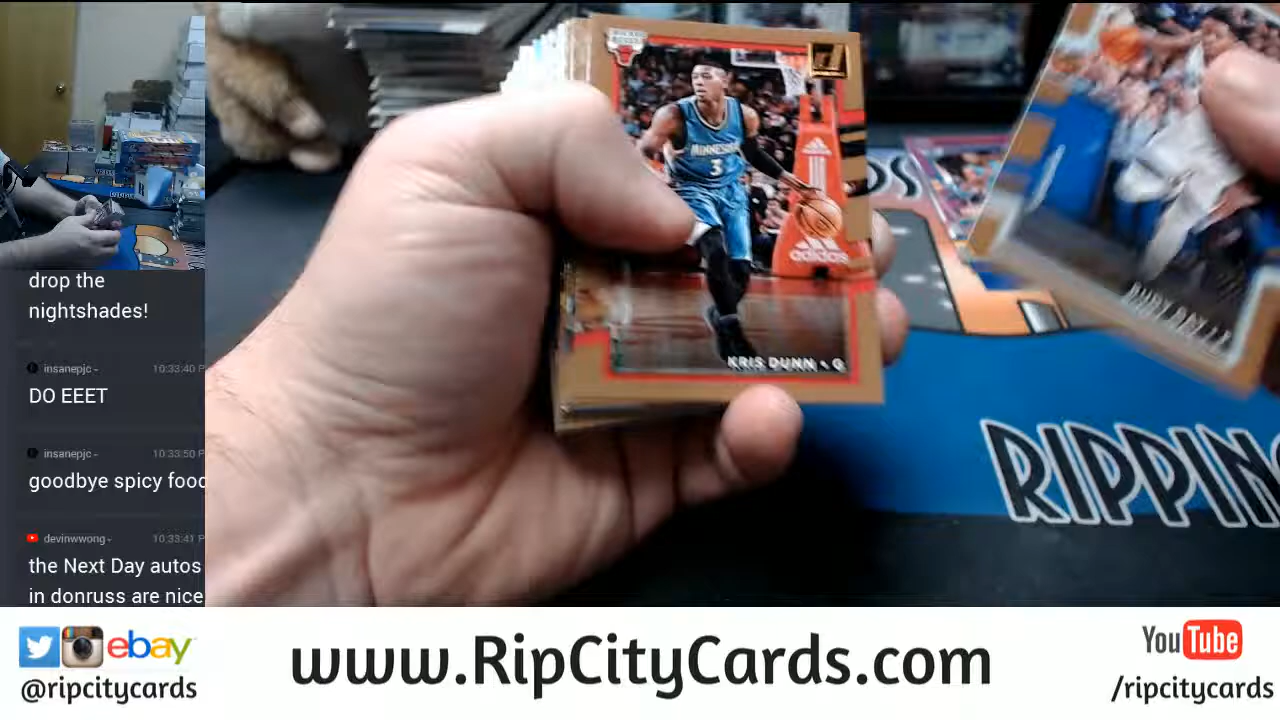 drop the
nightshades!
insanepjc-
10:33:40
DO EEET
insanepjc-
10:33:50 P
goodbye spicy food
devinwwong-
10:33:41 P
the Next Day autos
in donruss are nice
MINNESOTA
3
adidas
KRIS DUNN • G
RIPPIN
ebay
@ripcitycards
www.RipCityCards.com
YouTube
/ripcitycards